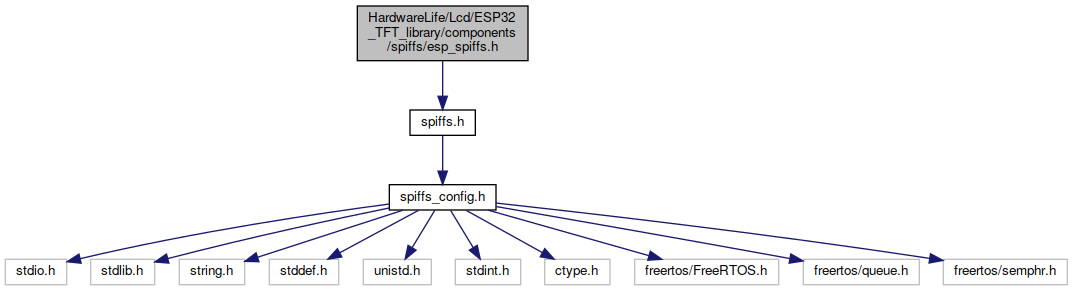 HardwareLife/Lcd/ESP32
_TFT_library/components
/spiffs/esp_spiffs.h
spiffs.h
spiffs_config.h
stdio.h
stdlib.h
string.h
stddef.h
unistd.h
stdint.h
ctype.h
freertos/FreeRTOS.h
freertos/queue.h
freertos/semphr.h